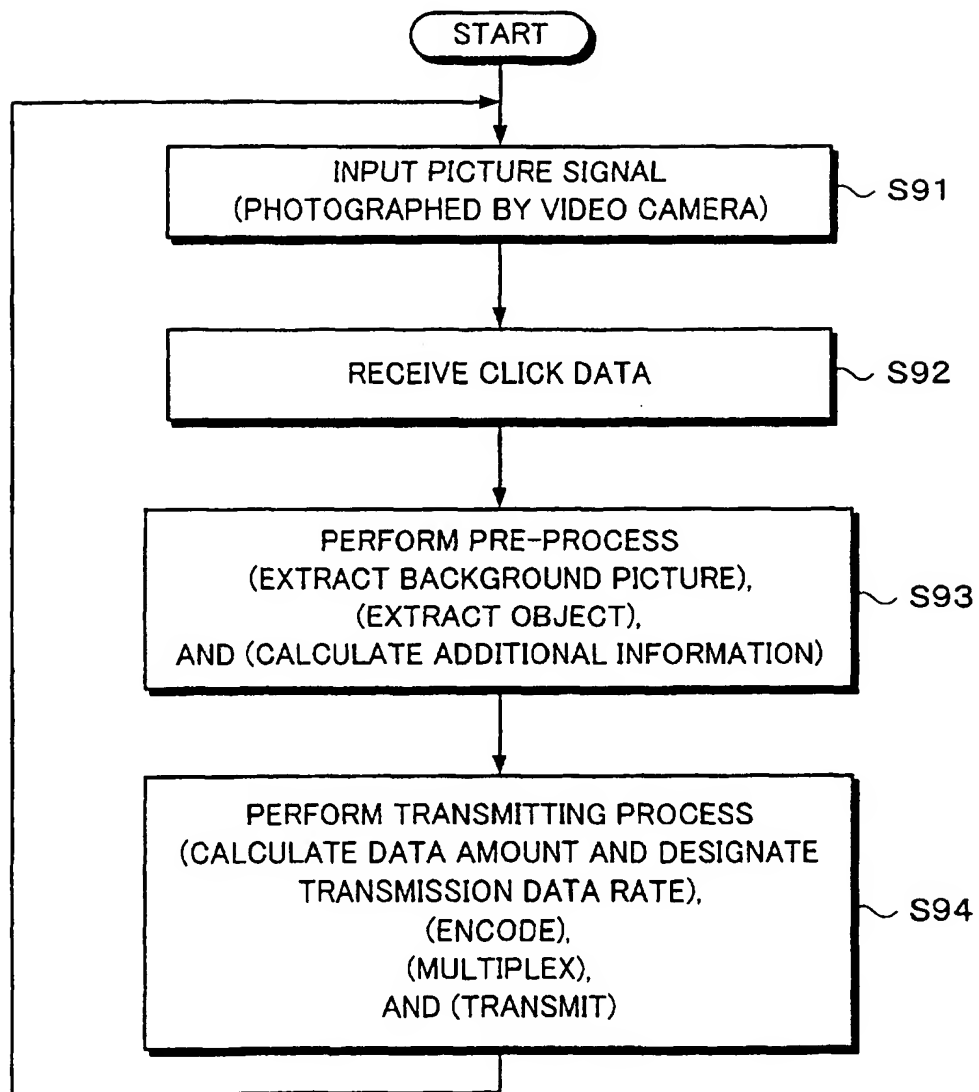 START
INPUT PICTURE SIGNAL
(PHOTOGRAPHED BY VIDEO CAMERA)
S91
RECEIVE CLICK DATA
S92
PERFORM PRE-PROCESS
(EXTRACT BACKGROUND PICTURE),
(EXTRACT OBJECT),
AND (CALCULATE ADDITIONAL INFORMATION)
S93
PERFORM TRANSMITTING PROCESS
(CALCULATE DATA AMOUNT AND DESIGNATE
TRANSMISSION DATA RATE),
(ENCODE),
(MULTIPLEX),
AND (TRANSMIT)
S94